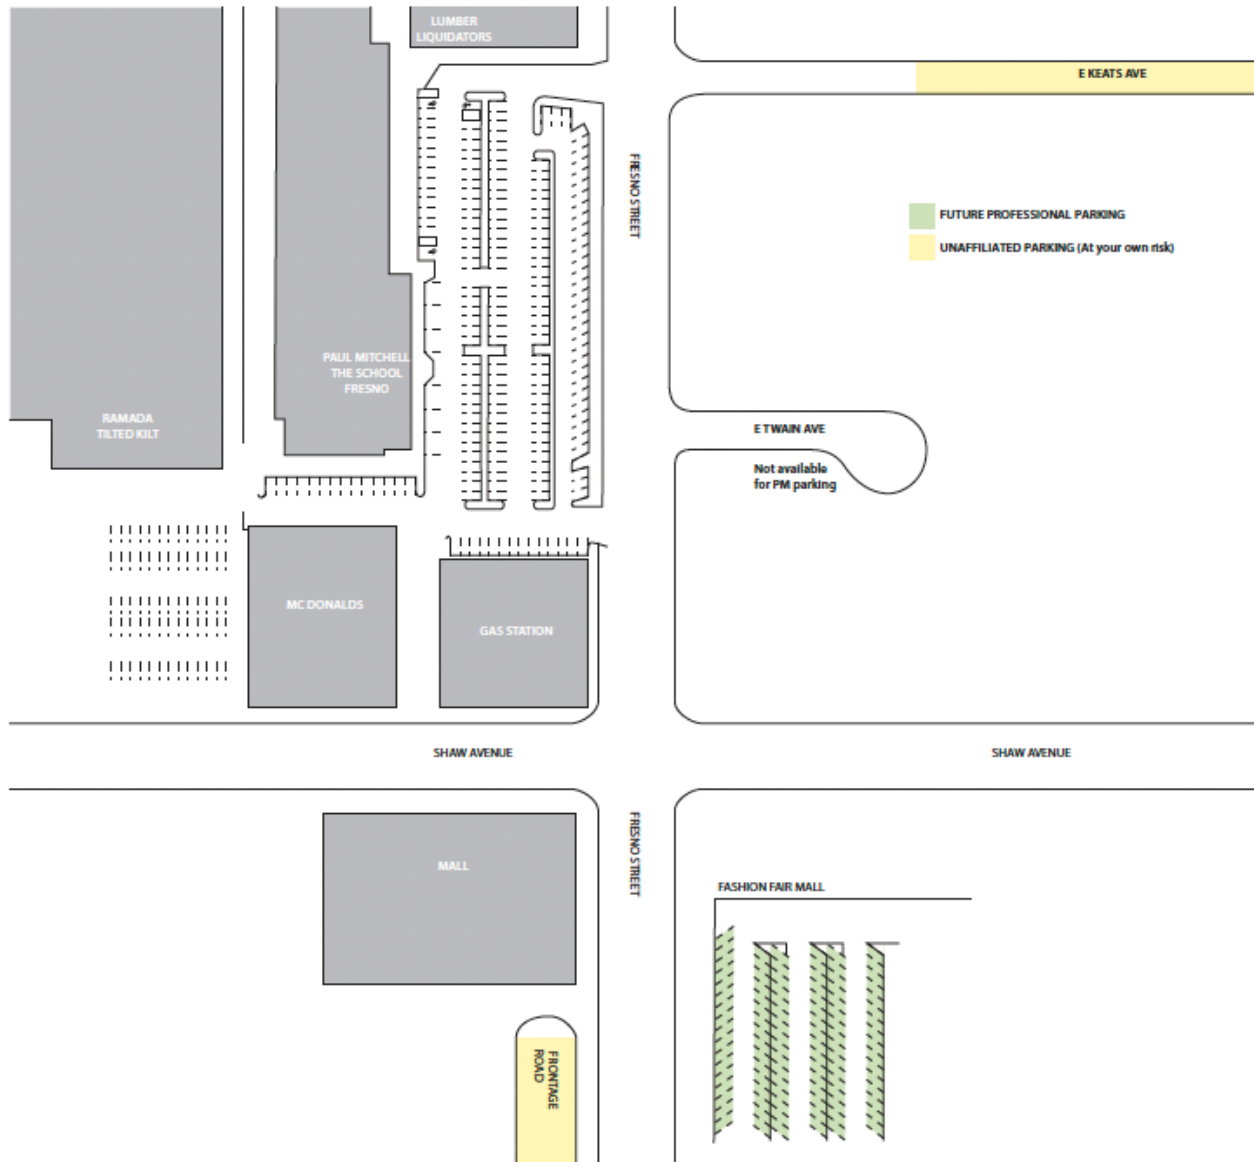 LUMBER
LIQUIDATORS
E KEATS AVE
FRESNO STREET
FUTURE PROFESSIONAL PARKING
UNAFFILIATED PARKING (At your own risk)
PAUL MITCHELL
THE SCHOOL
FRESNO
RAMADA
TILTED KILT
E TWAIN AVE
Not available
for PM parking
MC DONALDS
GAS STATION
SHAW AVENUE
SHAW AVENUE
FRESNO STREET
MALL
FASHION FAIR MALL
FRONTAGE
ROAD